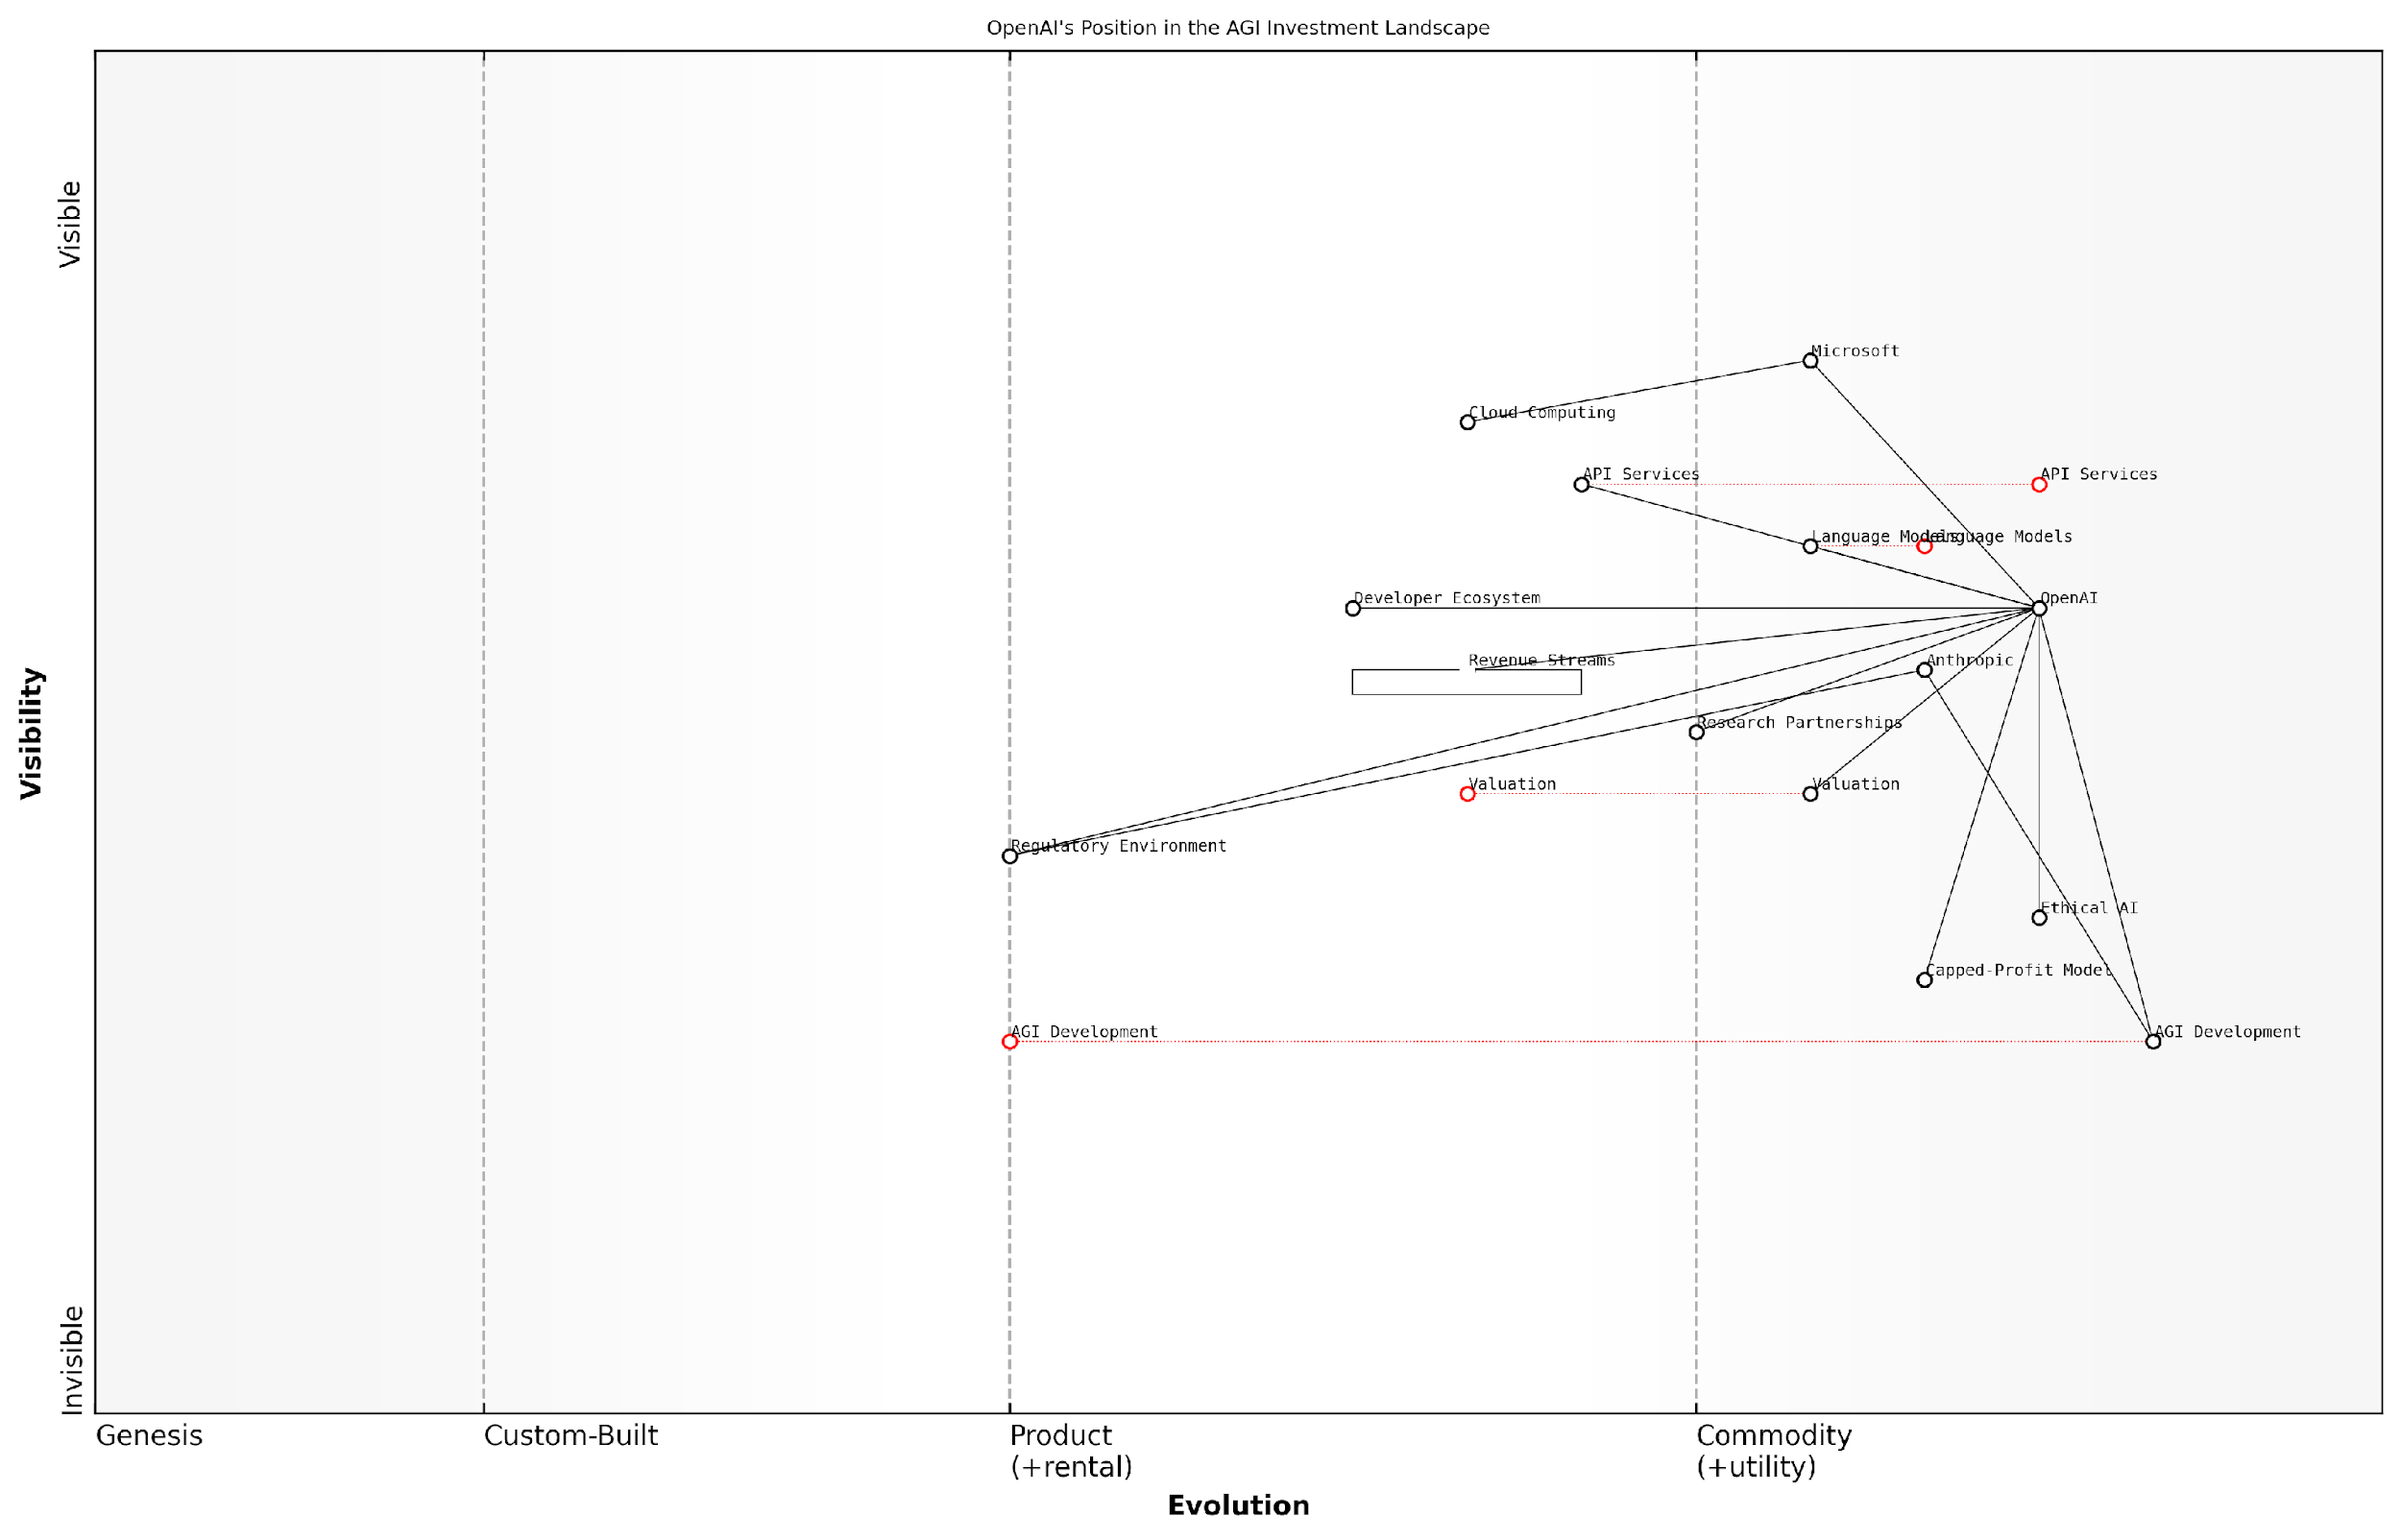 OpenAI's Position in the AGI Investment Landscape
Visible
Microsoft
Cloud Computing
API Services
API Services
Language Models
Language Models
Developer Ecosystem
OpenAI
Revenue Streams
Anthropic
Research Partnerships
Valuation
Valuation
Regulatory Environment
Ethical AI
Capped-Profit Model
AGI Development
AGI Development
Visibility
Invisible
Genesis
Custom-Built
Product
(+rental)
Commodity
(+utility)
Evolution